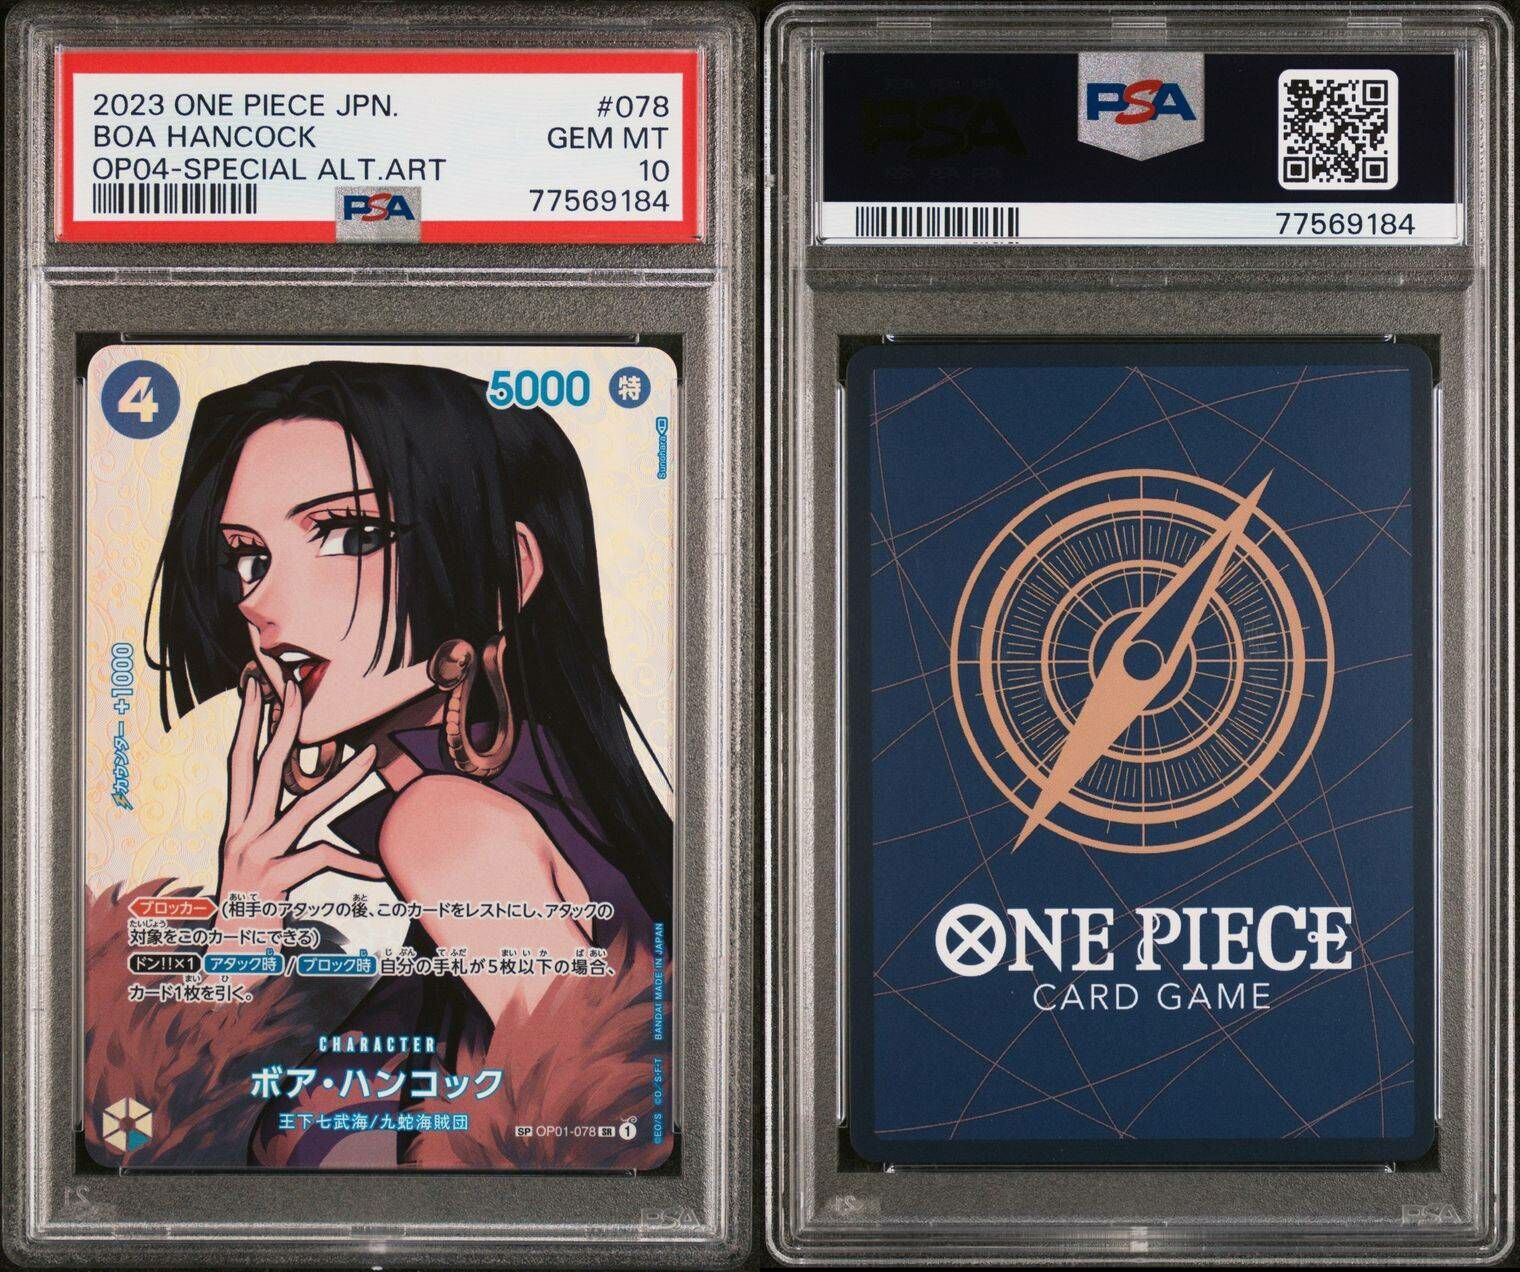 2023 ONE PIECE JPN. #078
BOA HANCOCK GEM MT
OP04-SPECIAL ALT.ART 10
PSA 77569184
4
5000 特
Sunohara
カウンター +1000
ブロッカー (相手のアタックの後、このカードをレストにし、アタックの
対象をこのカードにできる)
ドン!!×1 アタック時 / ブロック時 自分の手札が5枚以下の場合、
カード1枚を引く。
CHARACTER
ボア・ハンコック
王下七武海/九蛇海賊団
SP OP01-078 SR 1
©E.O/S ©O./S.F.T BANDAI MADE IN JAPAN
PSA
PSA
PSA
77569184
ONE PIECE
CARD GAME
PSA